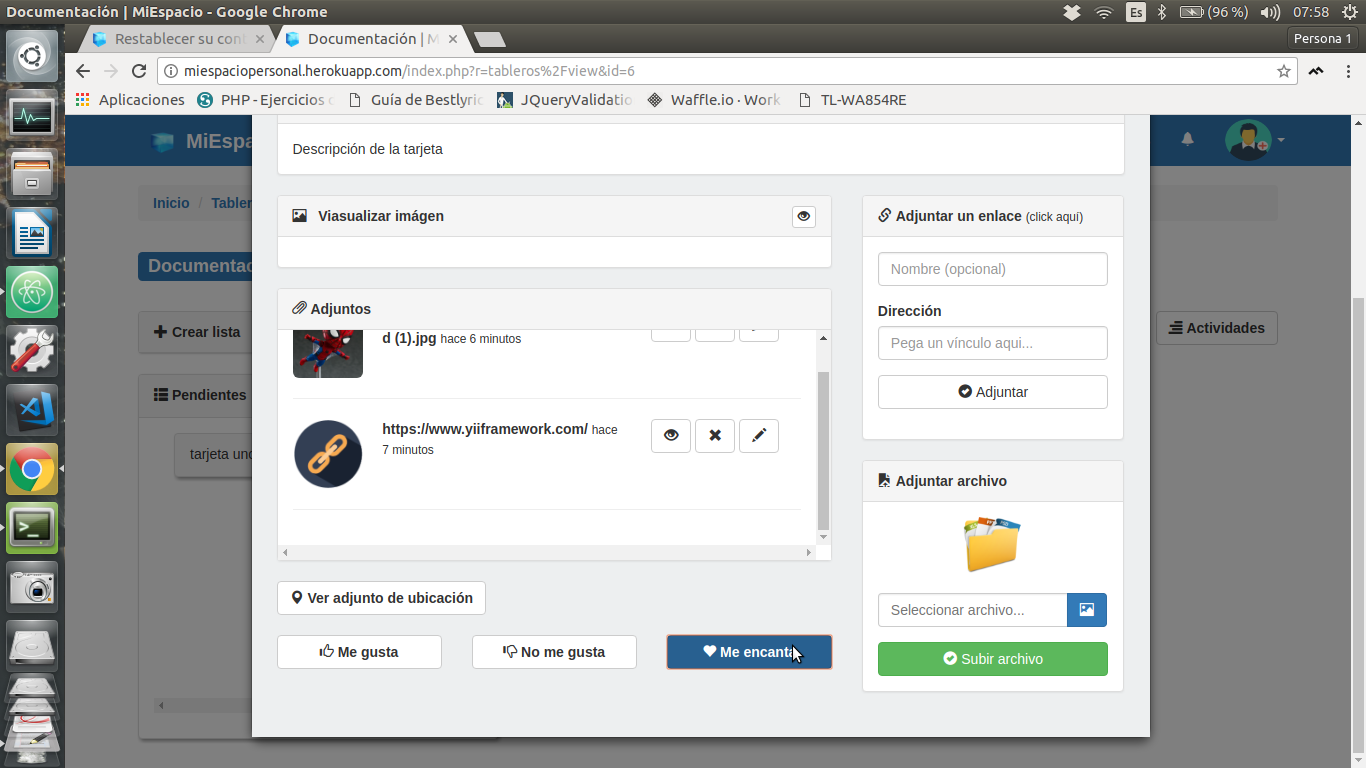 Documentación | MiEspacio - Google Chrome
Es
(96 %)
07:58
Restablecer su cont
Documentación | M
Persona 1
miespaciopersonal.herokuapp.com/index.php?r=tableros%2Fview&id=6
Aplicaciones
PHP - Ejercicios
Guía de Bestlyric
JQueryValidatio
Waffle.io · Work
TL-WA854RE
MiEspa
Descripción de la tarjeta
Inicio / Tabler
Viasualizar imágen
Adjuntar un enlace (click aquí)
Documentac
Nombre (opcional)
Adjuntos
Dirección
Crear lista
d (1).jpg hace 6 minutos
Pega un vínculo aqui...
Actividades
Pendientes
Adjuntar
https://www.yiiframework.com/ hace
7 minutos
tarjeta uno
Adjuntar archivo
Ver adjunto de ubicación
Seleccionar archivo...
Me gusta
No me gusta
Me encanta
Subir archivo